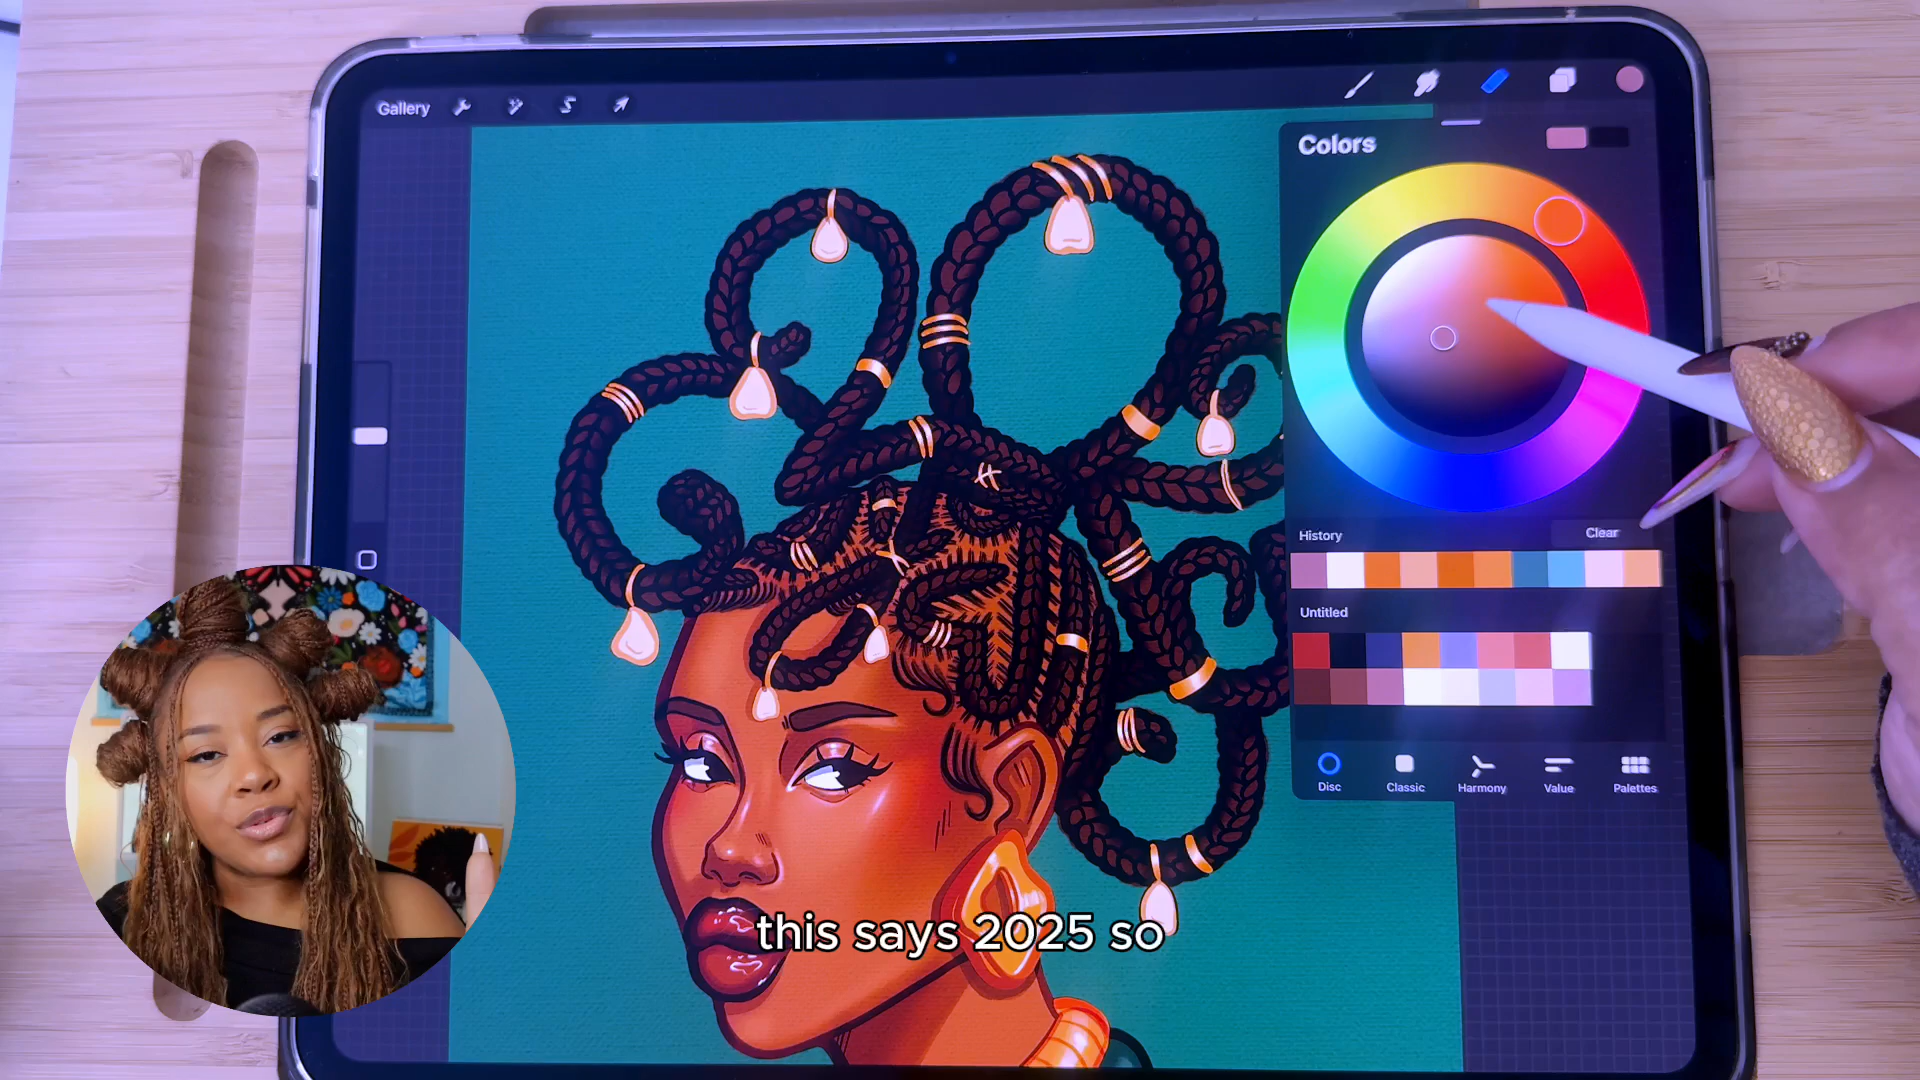 Gallery
Colors
History
Clear
Untitled
Disc
Classic
Harmony
Value
Palettes
this says 2025 so